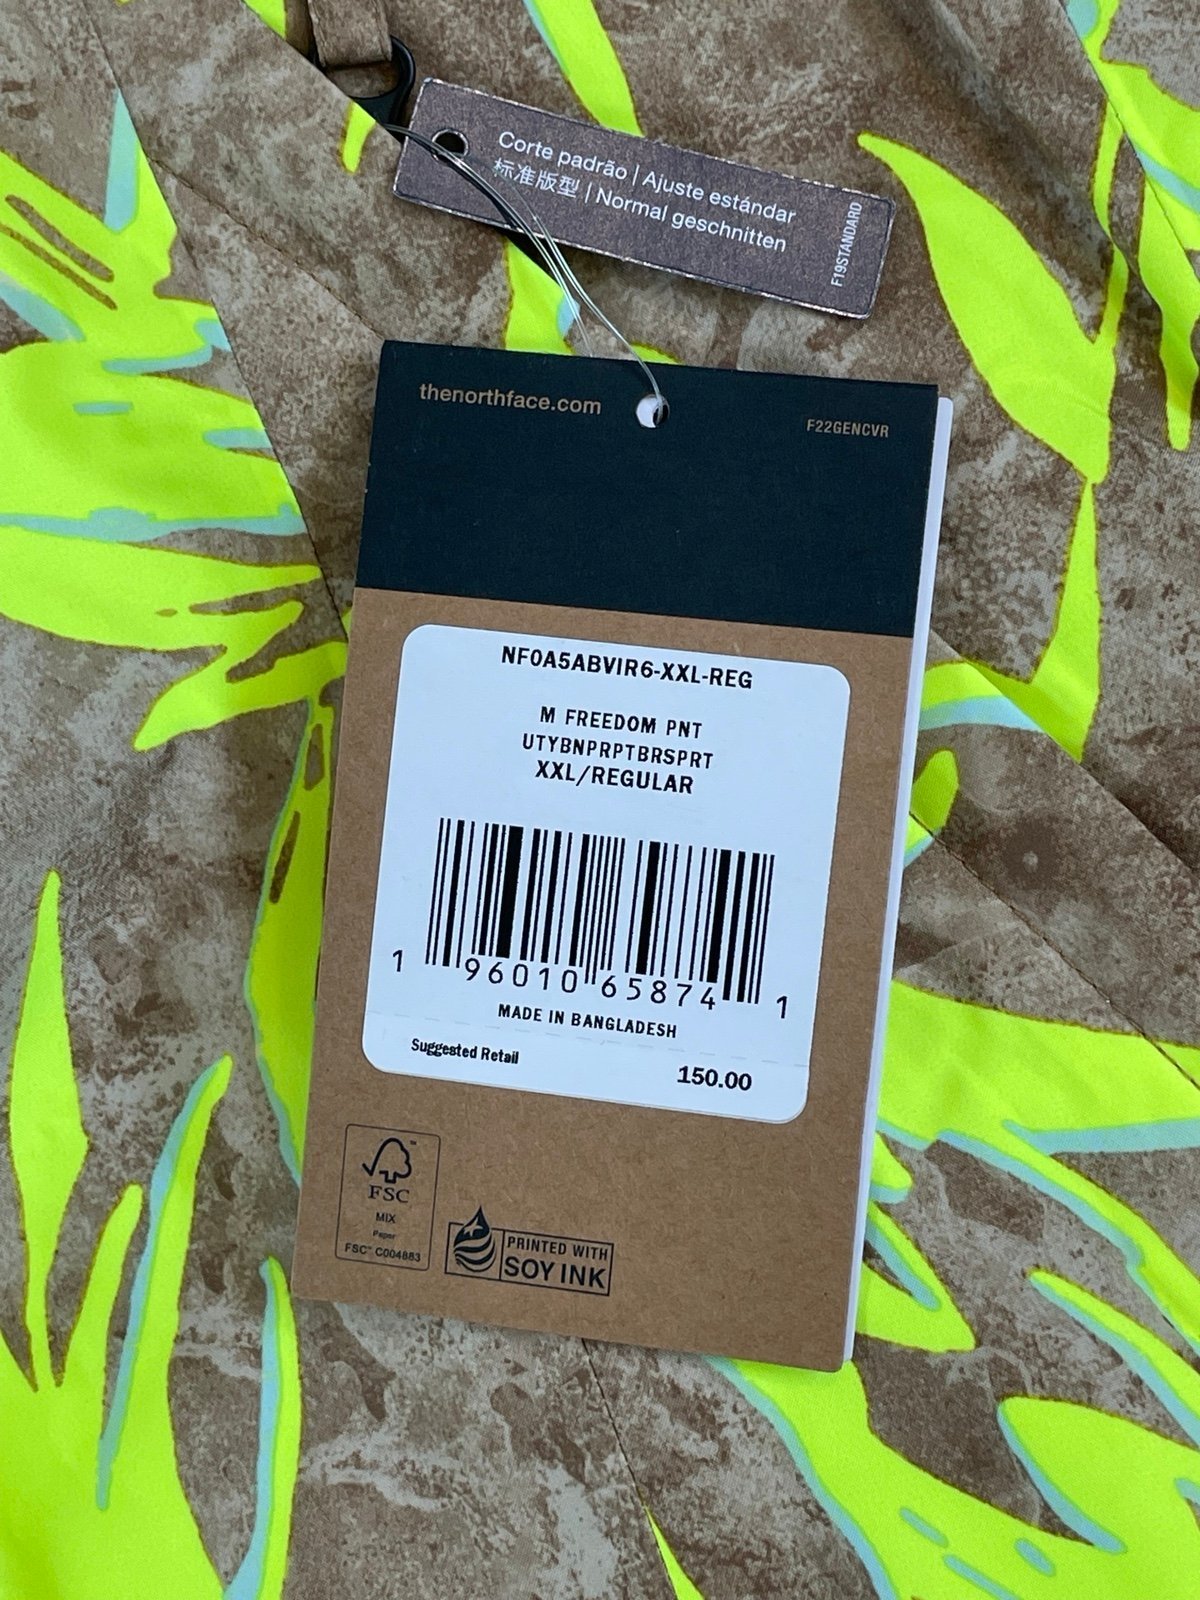 Corte padrão | Ajuste estándar
标准版型 | Normal geschnitten
F19STANDARD
thenorthface.com
F22GENCVR
NF0A5ABVIR6-XXL-REG
M FREEDOM PNT
UTYBNPRPTBRSPRT
XXL/REGULAR
1 96010 65874 1
MADE IN BANGLADESH
Suggested Retail
150.00
FSC™
MIX
Paper
FSC™ C004883
PRINTED WITH
SOY INK